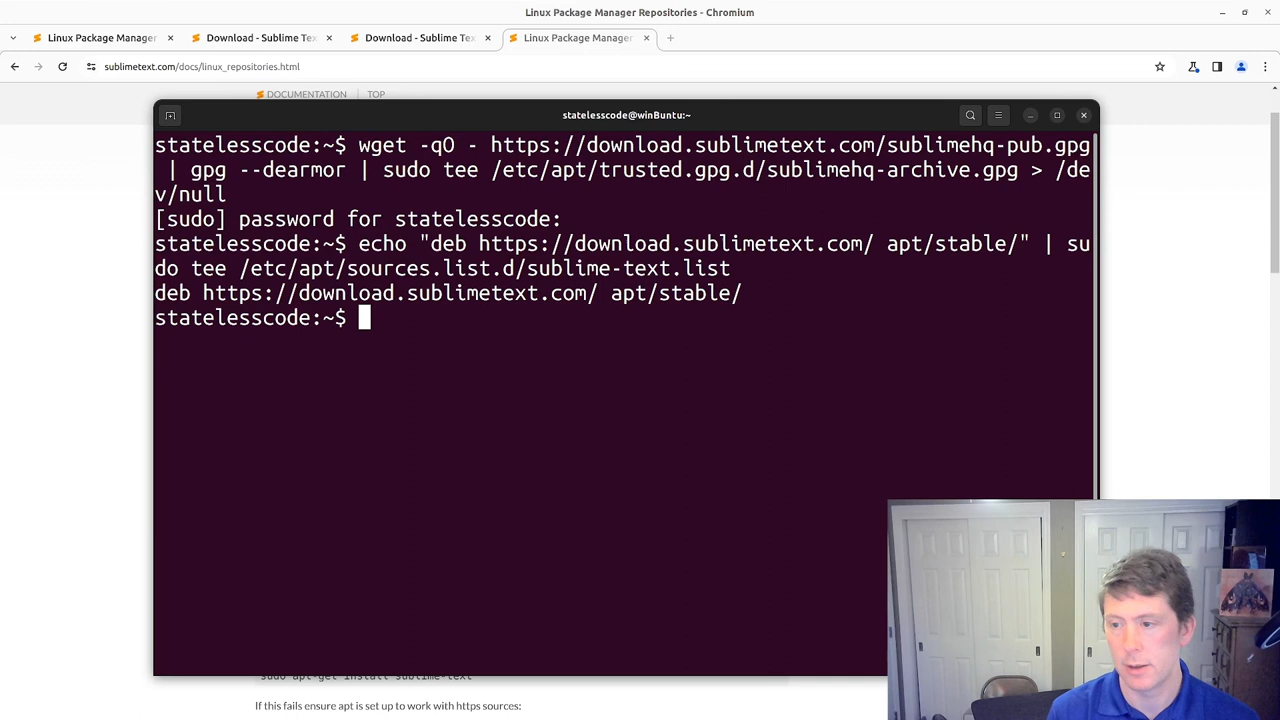 Linux Package Manager Repositories - Chromium
Linux Package Manager
Download - Sublime Tex
Download - Sublime Tex
Linux Package Manager
sublimetext.com/docs/linux_repositories.html
DOCUMENTATION TOP
statelesscode@winBuntu:~
statelesscode:~$ wget -qO - https://download.sublimetext.com/sublimehq-pub.gpg
| gpg --dearmor | sudo tee /etc/apt/trusted.gpg.d/sublimehq-archive.gpg > /de
v/null
[sudo] password for statelesscode:
statelesscode:~$ echo "deb https://download.sublimetext.com/ apt/stable/" | su
do tee /etc/apt/sources.list.d/sublime-text.list
deb https://download.sublimetext.com/ apt/stable/
statelesscode:~$
sudo apt-get install sublime-text
If this fails ensure apt is set up to work with https sources: